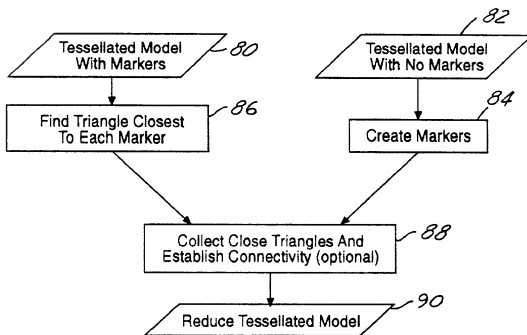 82
Tessellated Model
With Markers
80
Tessellated Model
With No Markers
86
84
Find Triangle Closest
To Each Marker
Create Markers
Collect Close Triangles And
Establish Connectivity (optional)
88
90
Reduce Tessellated Model